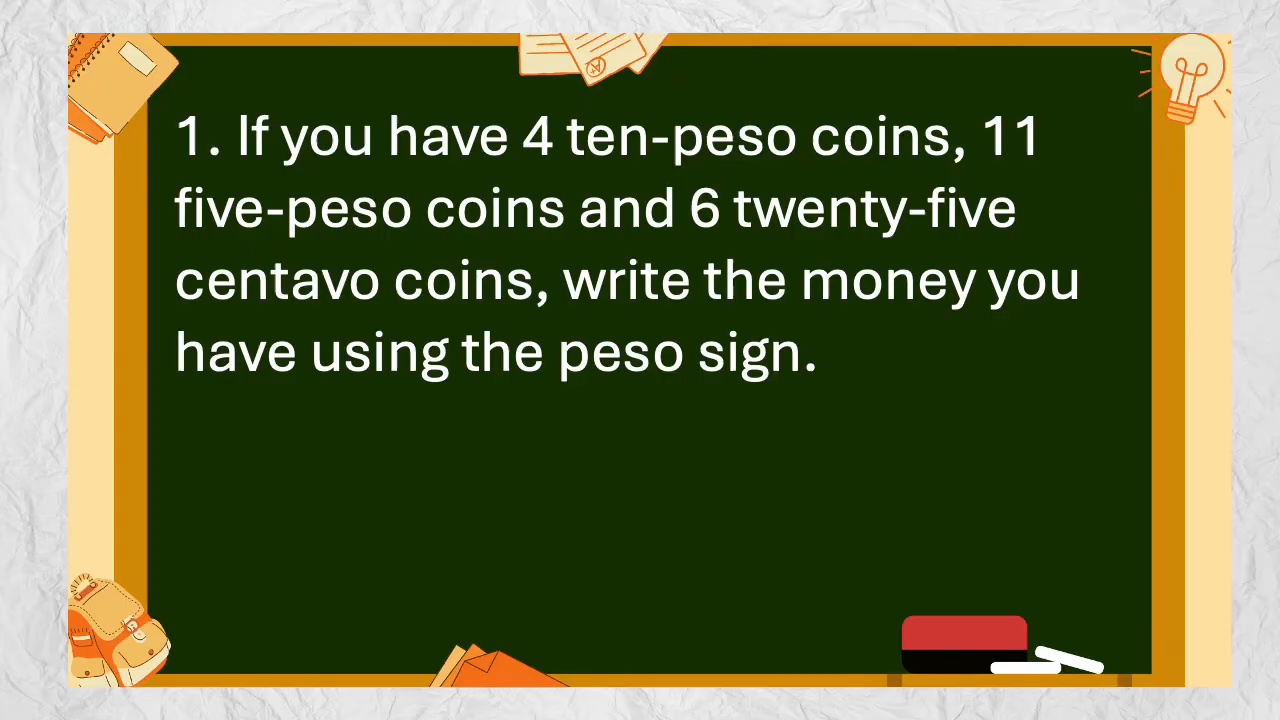 1. If you have 4 ten-peso coins, 11
five-peso coins and 6 twenty-five
centavo coins, write the money you
have using the peso sign.